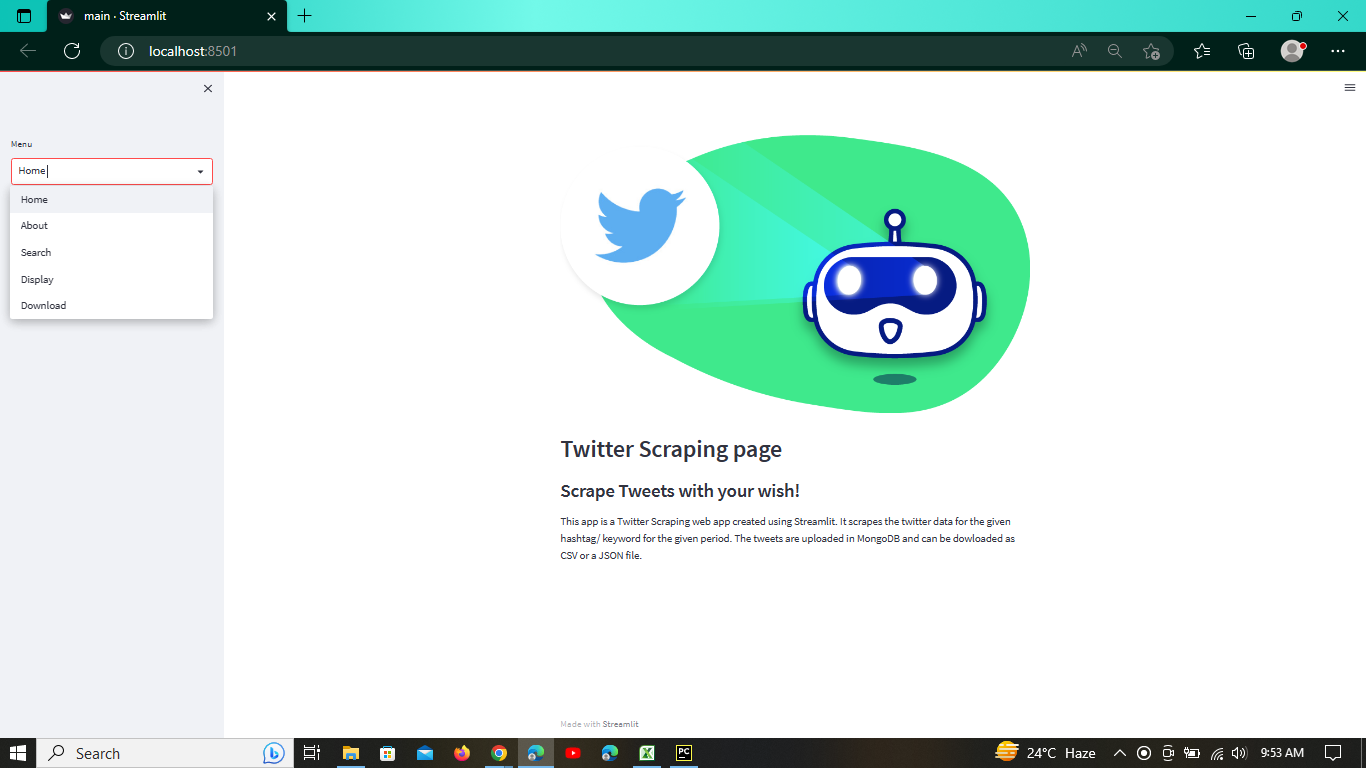 main · Streamlit
localhost:8501
Menu
Home
Home
About
Search
Display
Download
Twitter Scraping page
Scrape Tweets with your wish!
This app is a Twitter Scraping web app created using Streamlit. It scrapes the twitter data for the given
hashtag/ keyword for the given period. The tweets are uploaded in MongoDB and can be dowloaded as
CSV or a JSON file.
Made with Streamlit
Search
PC
24°C Haze
9:53 AM